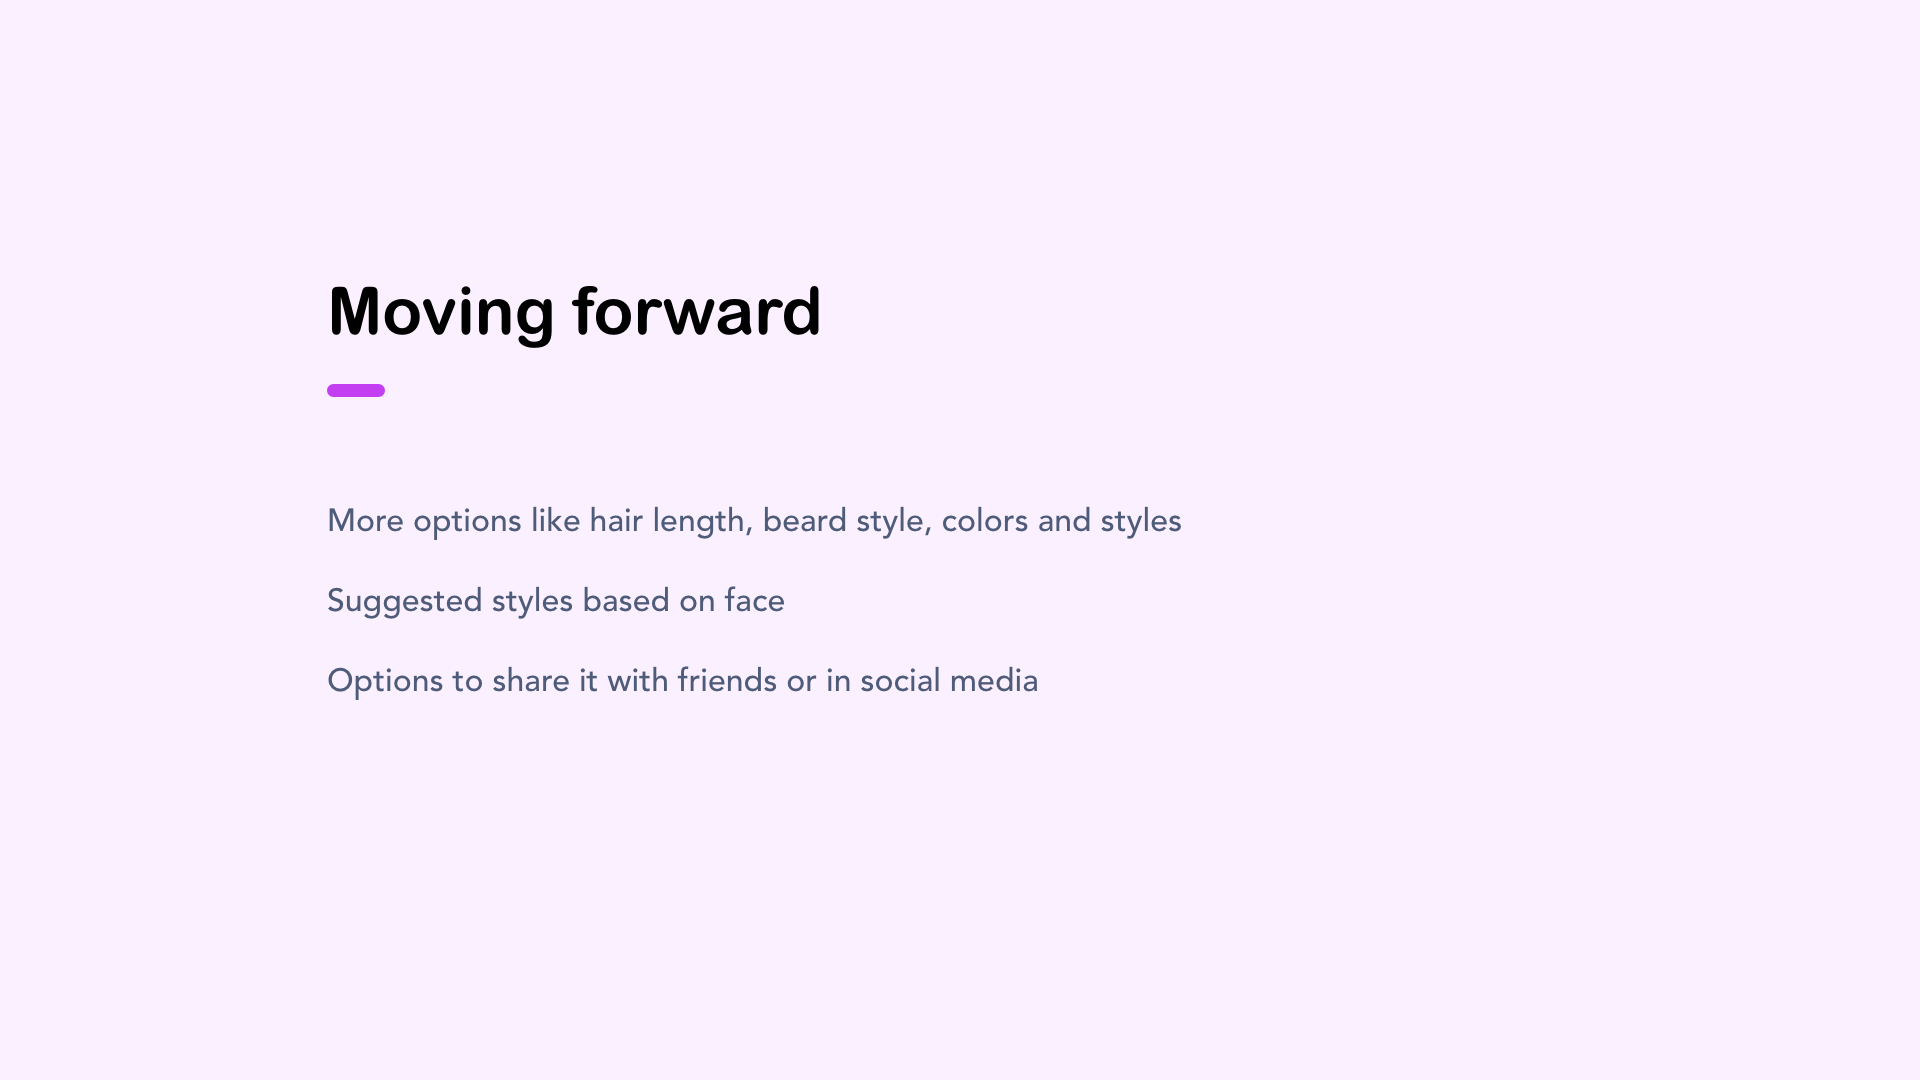 Moving forward
More options like hair length, beard style, colors and styles
Suggested styles based on face
Options to share it with friends or in social media